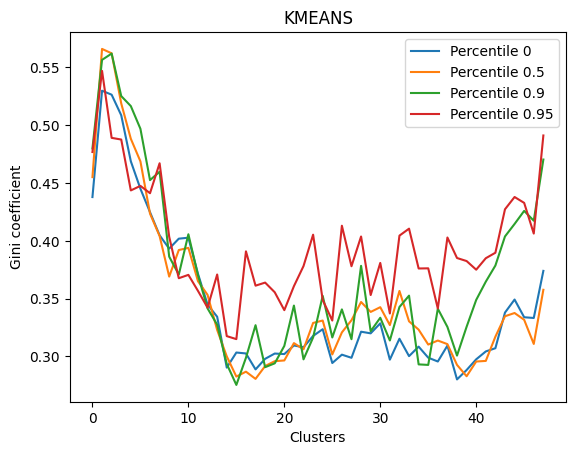 KMEANS
Percentile 0
Percentile 0.5
Percentile 0.9
Percentile 0.95
Gini coefficient
0.55
0.50
0.45
0.40
0.35
0.30
0 10 20 30 40
Clusters